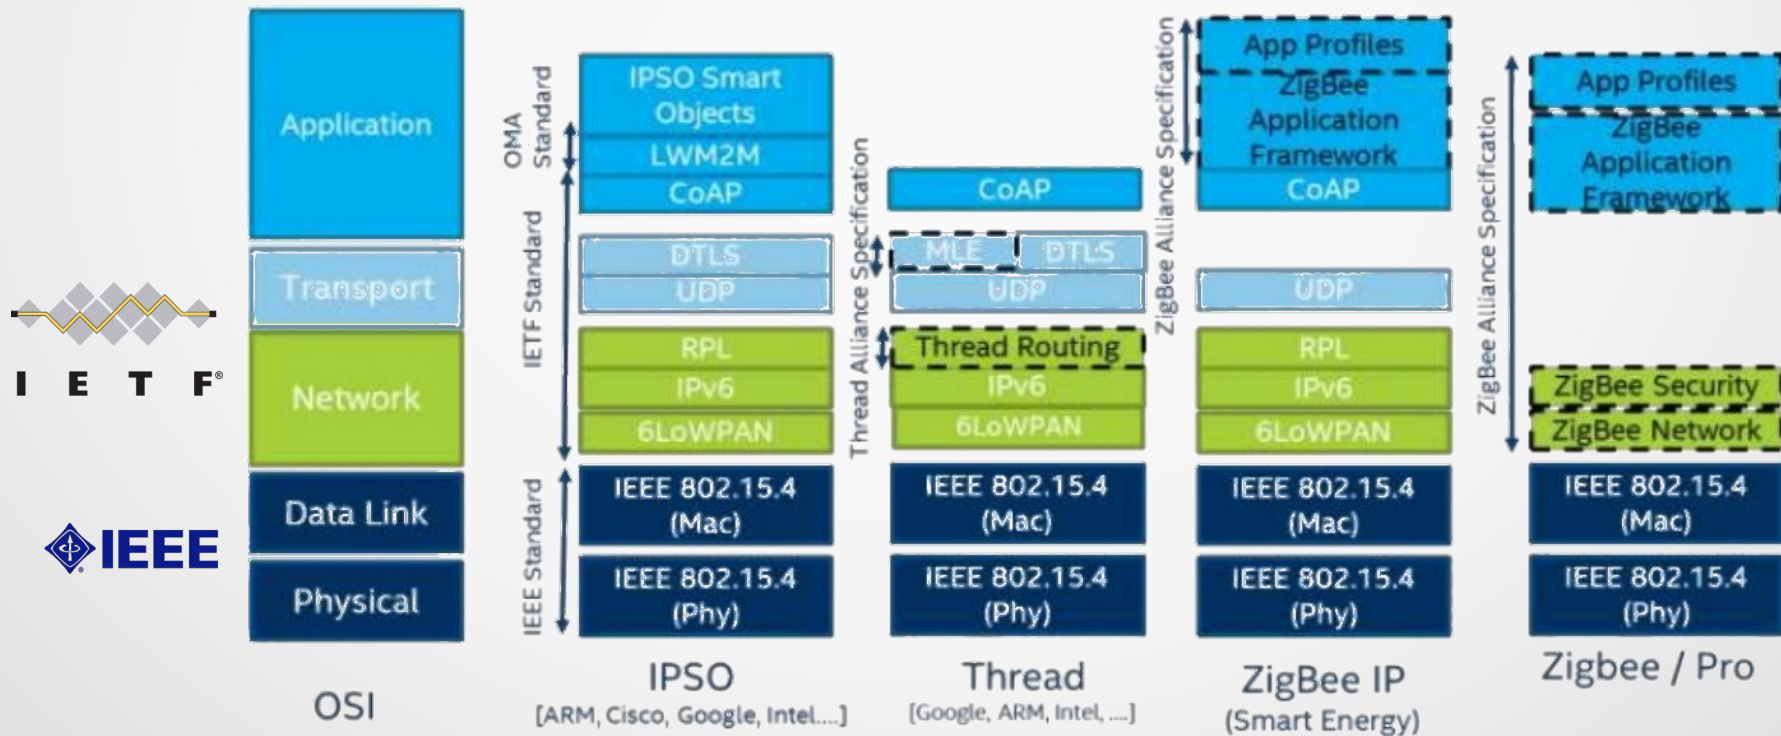 IETF®
IEEE
Application
Transport
Network
Data Link
Physical
OSI
OMA
Standard
IETF Standard
IEEE Standard
IPSO Smart
Objects
LWM2M
CoAP
DTLS
UDP
RPL
IPv6
6LoWPAN
IEEE 802.15.4
(Mac)
IEEE 802.15.4
(Phy)
IPSO
[ARM, Cisco, Google, Intel....]
Thread Alliance Specification
CoAP
MLE
DTLS
UDP
Thread Routing
IPv6
6LoWPAN
IEEE 802.15.4
(Mac)
IEEE 802.15.4
(Phy)
Thread
[Google, ARM, Intel, ....]
ZigBee Alliance Specification
App Profiles
ZigBee
Application
Framework
CoAP
UDP
RPL
IPv6
6LoWPAN
IEEE 802.15.4
(Mac)
IEEE 802.15.4
(Phy)
ZigBee IP
(Smart Energy)
ZigBee Alliance Specification
App Profiles
ZigBee
Application
Framework
ZigBee Security
ZigBee Network
IEEE 802.15.4
(Mac)
IEEE 802.15.4
(Phy)
Zigbee / Pro